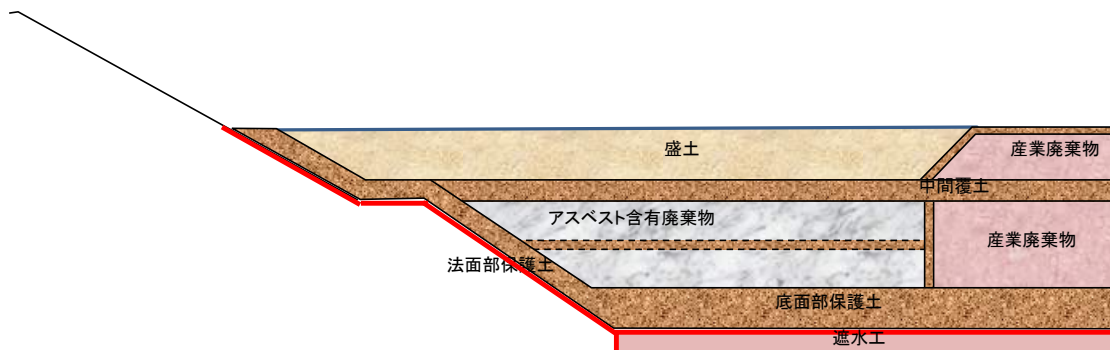 盛土
産業廃棄物
中間覆土
アスベスト含有廃棄物
産業廃棄物
法面部保護土
底面部保護土
遮水工